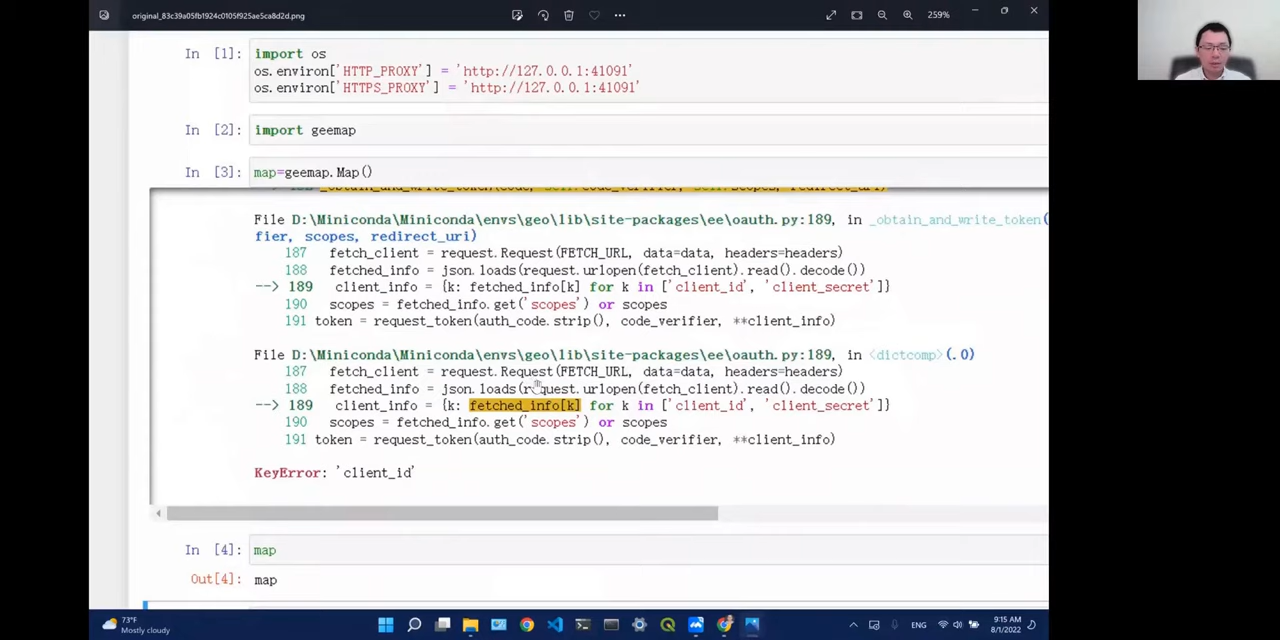 original_83c39a05fb1924c0105f925ae5ca8d2d.png
259%
In [1]: import os
os.environ['HTTP_PROXY'] = 'http://127.0.0.1:41091'
os.environ['HTTPS_PROXY'] = 'http://127.0.0.1:41091'
In [2]: import geemap
In [3]: map=geemap.Map()
_obtain_and_write_token(code, self.code_verifier, self.scopes, redirect_uri)
File D:\Miniconda\Miniconda\envs\geo\lib\site-packages\ee\oauth.py:189, in _obtain_and_write_token(
fier, scopes, redirect_uri)
187 fetch_client = request.Request(FETCH_URL, data=data, headers=headers)
188 fetched_info = json.loads(request.urlopen(fetch_client).read().decode())
--> 189 client_info = {k: fetched_info[k] for k in ['client_id', 'client_secret']}
190 scopes = fetched_info.get('scopes') or scopes
191 token = request_token(auth_code.strip(), code_verifier, **client_info)
File D:\Miniconda\Miniconda\envs\geo\lib\site-packages\ee\oauth.py:189, in <dictcomp>(.0)
187 fetch_client = request.Request(FETCH_URL, data=data, headers=headers)
188 fetched_info = json.loads(request.urlopen(fetch_client).read().decode())
--> 189 client_info = {k: fetched_info[k] for k in ['client_id', 'client_secret']}
190 scopes = fetched_info.get('scopes') or scopes
191 token = request_token(auth_code.strip(), code_verifier, **client_info)
KeyError: 'client_id'
In [4]: map
Out[4]: map
73°F
Mostly cloudy
ENG
9:15 AM
8/1/2022